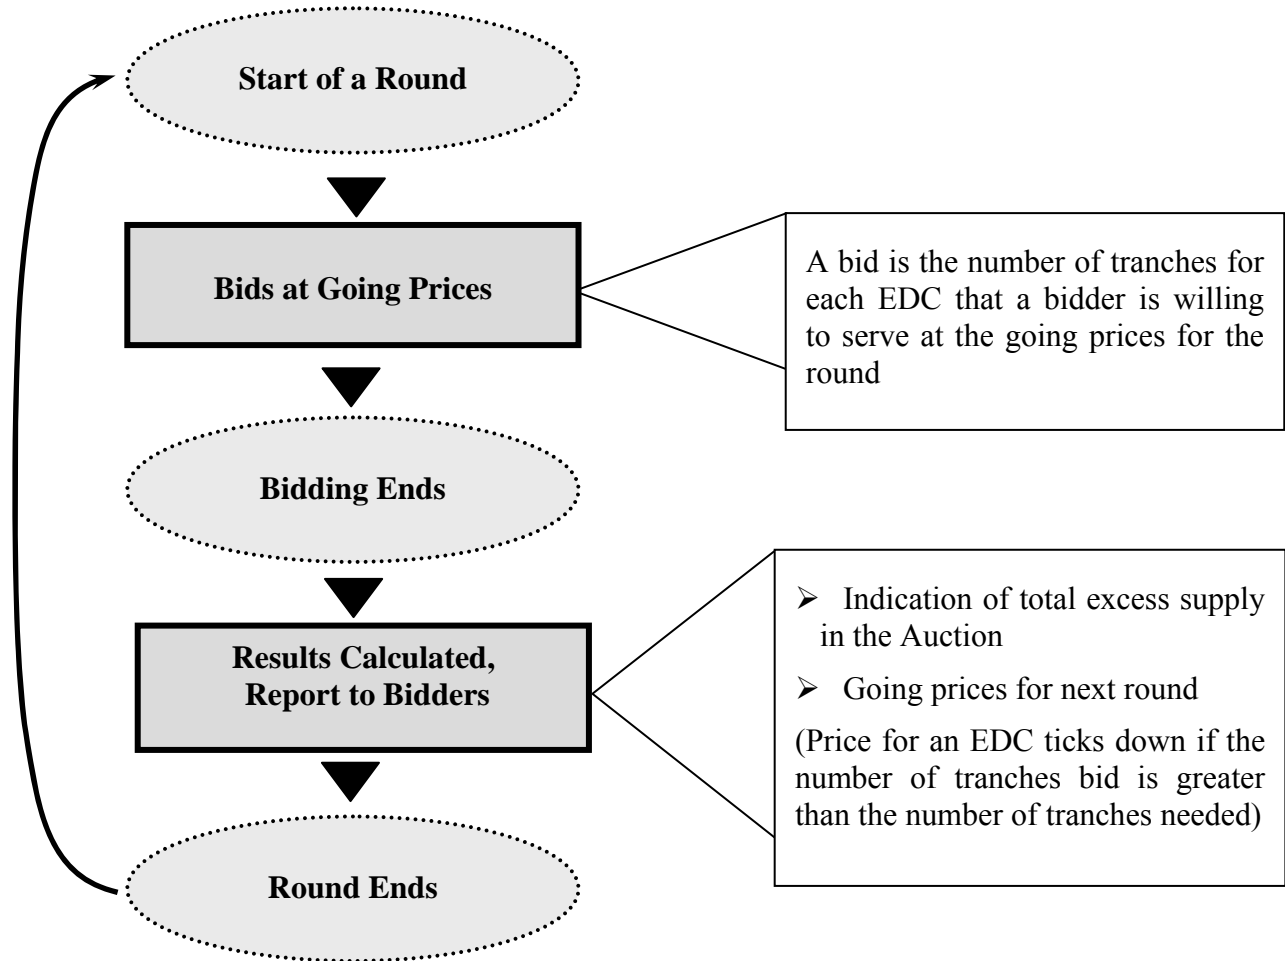 Start of a Round
Bids at Going Prices
A bid is the number of tranches for
each EDC that a bidder is willing
to serve at the going prices for the
round
Bidding Ends
Results Calculated,
Report to Bidders
➢ Indication of total excess supply
in the Auction
➢ Going prices for next round
(Price for an EDC ticks down if the
number of tranches bid is greater
than the number of tranches needed)
Round Ends